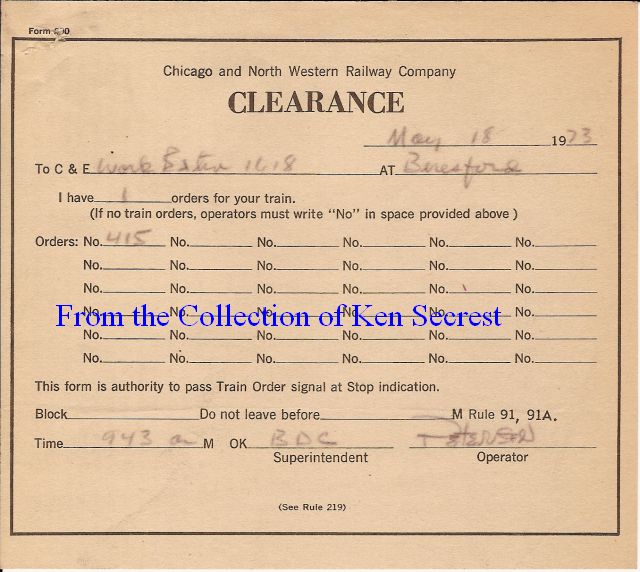 Form
Chicago and North Western Railway Company
CLEARANCE
May 18 1973
To C & E Work Extra 1618 AT Beresford
I have 1 orders for your train.
(If no train orders, operators must write "No" in space provided above)
Orders: No. 415 No. No. No. No. No.
No. No. No. No. No. No.
No. No. No. No. No. No.
No. No. No. No. No. No.
From the Collection of Ken Secrest
No. No. No. No. No. No.
No. No. No. No. No. No.
This form is authority to pass Train Order signal at Stop indication.
Block Do not leave before M Rule 91, 91A.
Time 943 a M OK BDC Petersen
Superintendent Operator
(See Rule 219)